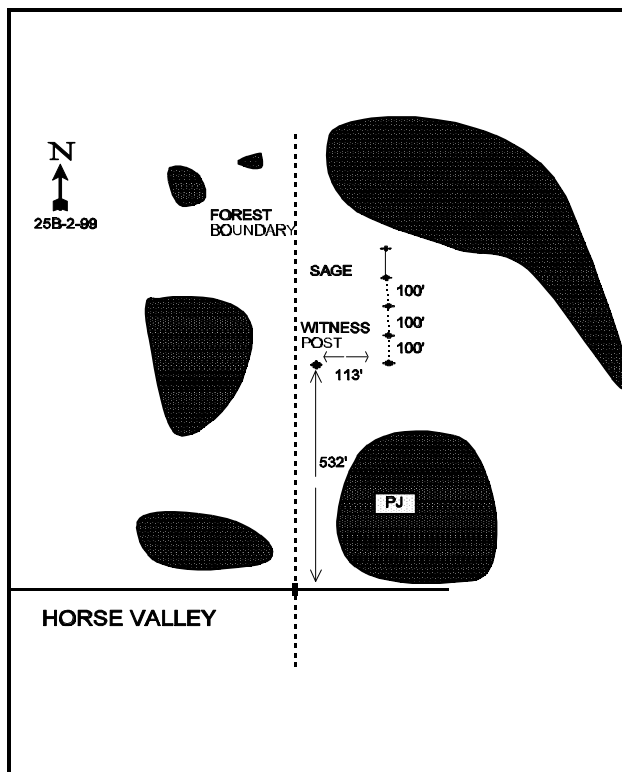 N
25B-2-99
FOREST
BOUNDARY
SAGE
100'
100'
100'
WITNESS
POST
113'
532'
PJ
HORSE VALLEY